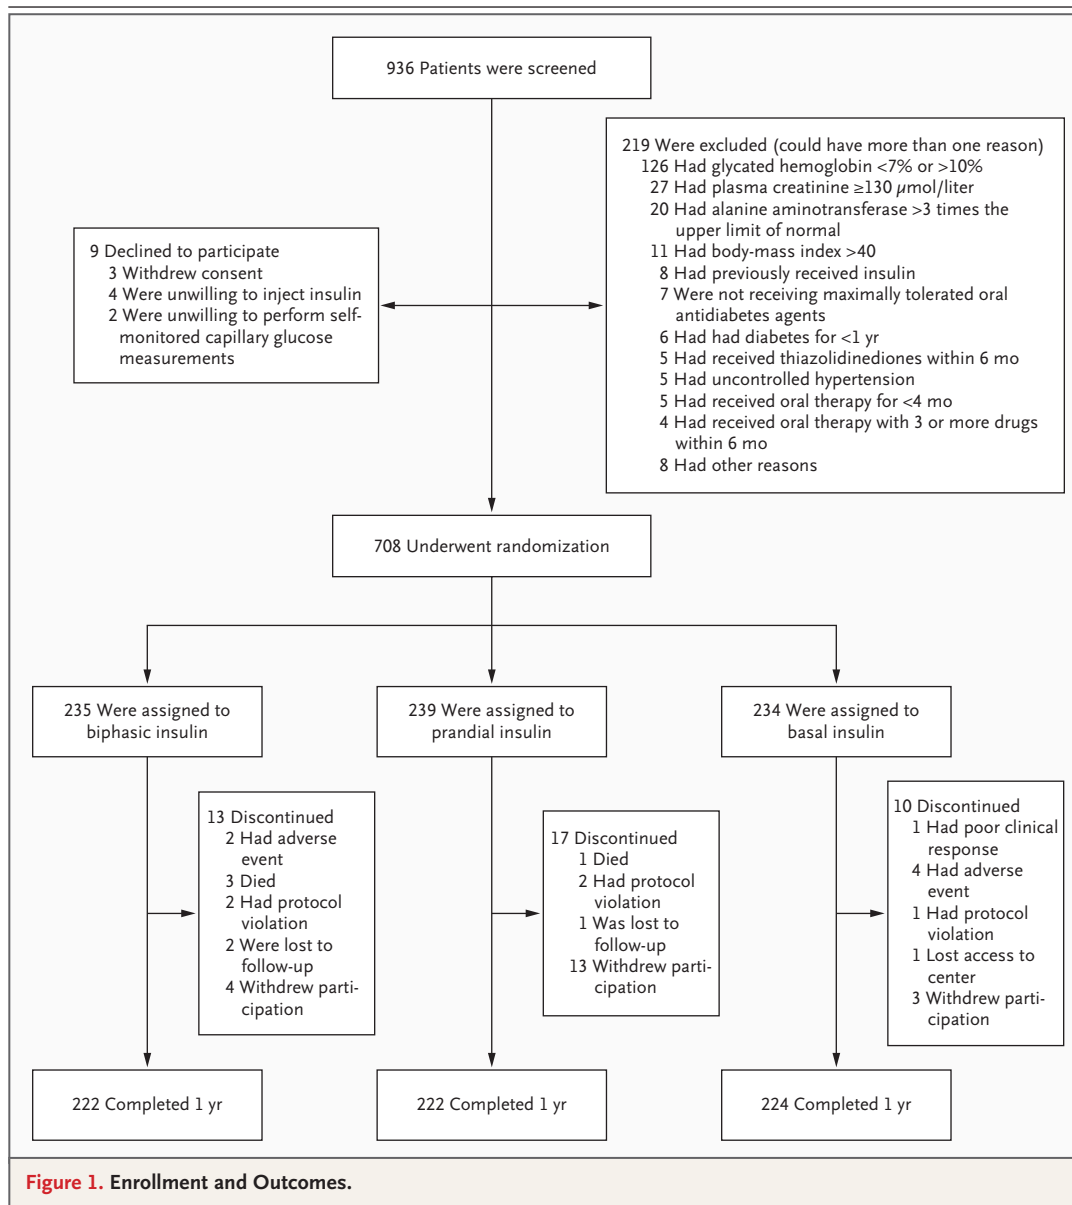 936 Patients were screened
219 Were excluded (could have more than one reason)
126 Had glycated hemoglobin <7% or >10%
27 Had plasma creatinine ≥130 µmol/liter
20 Had alanine aminotransferase >3 times the
upper limit of normal
11 Had body-mass index >40
8 Had previously received insulin
7 Were not receiving maximally tolerated oral
antidiabetes agents
6 Had had diabetes for <1 yr
5 Had received thiazolidinediones within 6 mo
5 Had uncontrolled hypertension
5 Had received oral therapy for <4 mo
4 Had received oral therapy with 3 or more drugs
within 6 mo
8 Had other reasons
9 Declined to participate
3 Withdrew consent
4 Were unwilling to inject insulin
2 Were unwilling to perform self-
monitored capillary glucose
measurements
708 Underwent randomization
235 Were assigned to
biphasic insulin
239 Were assigned to
prandial insulin
234 Were assigned to
basal insulin
13 Discontinued
2 Had adverse
event
3 Died
2 Had protocol
violation
2 Were lost to
follow-up
4 Withdrew parti-
cipation
17 Discontinued
1 Died
2 Had protocol
violation
1 Was lost to
follow-up
13 Withdrew parti-
cipation
10 Discontinued
1 Had poor clinical
response
4 Had adverse
event
1 Had protocol
violation
1 Lost access to
center
3 Withdrew parti-
cipation
222 Completed 1 yr
222 Completed 1 yr
224 Completed 1 yr
Figure 1. Enrollment and Outcomes.